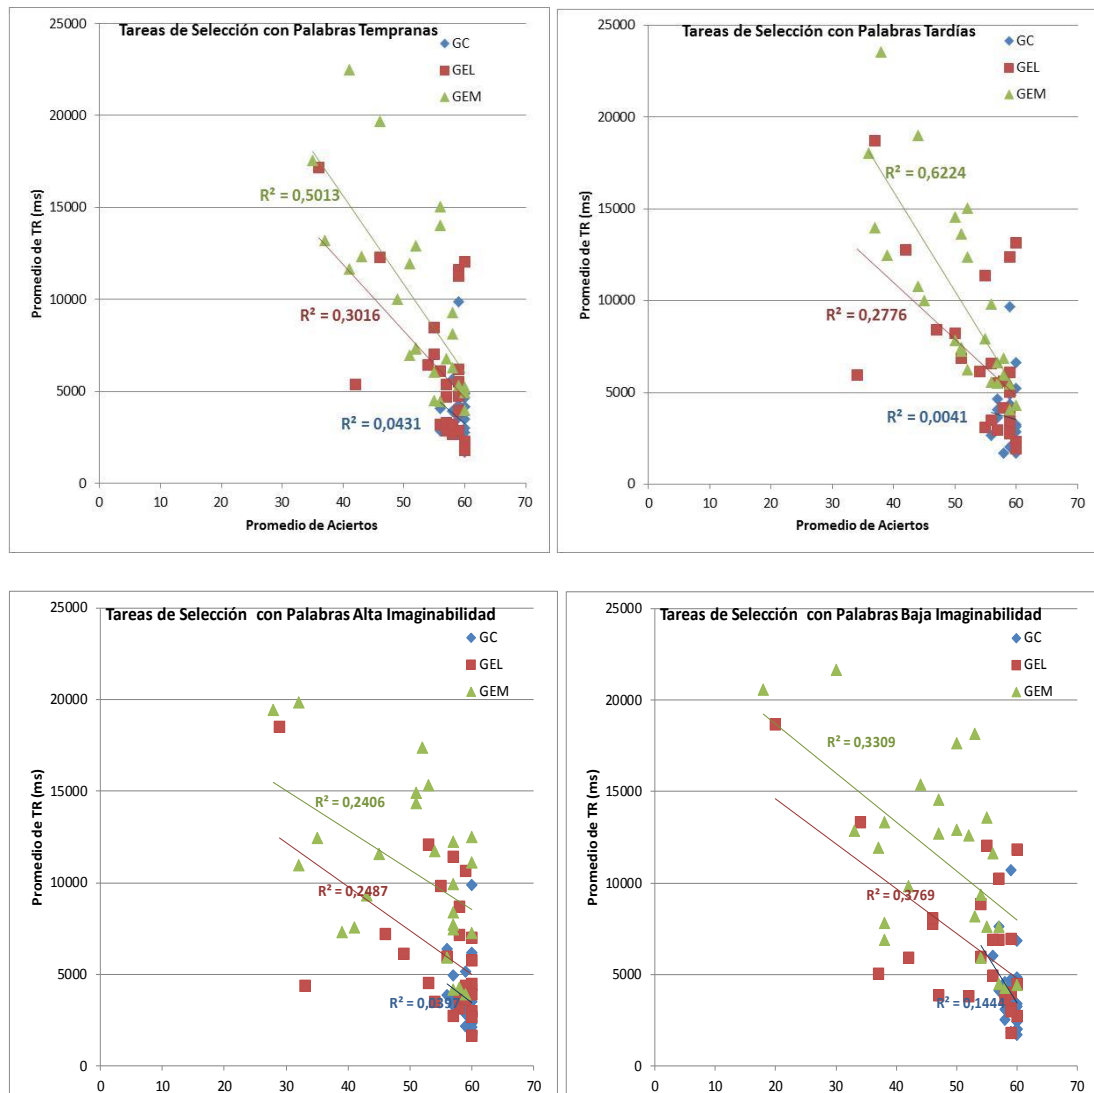 Tareas de Selección con Palabras Tempranas
GC
GEL
GEM
25000
20000
15000
10000
5000
0
Promedio de TR (ms)
R² = 0,5013
R² = 0,3016
R² = 0,0431
0 10 20 30 40 50 60 70
Promedio de Aciertos
Tareas de Selección con Palabras Tardías
GC
GEL
GEM
25000
20000
15000
10000
5000
0
Promedio de TR (ms)
R² = 0,6224
R² = 0,2776
R² = 0,0041
0 10 20 30 40 50 60 70
Promedio de Aciertos
Tareas de Selección con Palabras Alta Imaginabilidad
GC
GEL
GEM
25000
20000
15000
10000
5000
0
Promedio de TR (ms)
R² = 0,2406
R² = 0,2487
R² = 0,0397
0 10 20 30 40 50 60 70
Tareas de Selección con Palabras Baja Imaginabilidad
GC
GEL
GEM
25000
20000
15000
10000
5000
0
Promedio de TR (ms)
R² = 0,3309
R² = 0,3769
R² = 0,1444
0 10 20 30 40 50 60 70